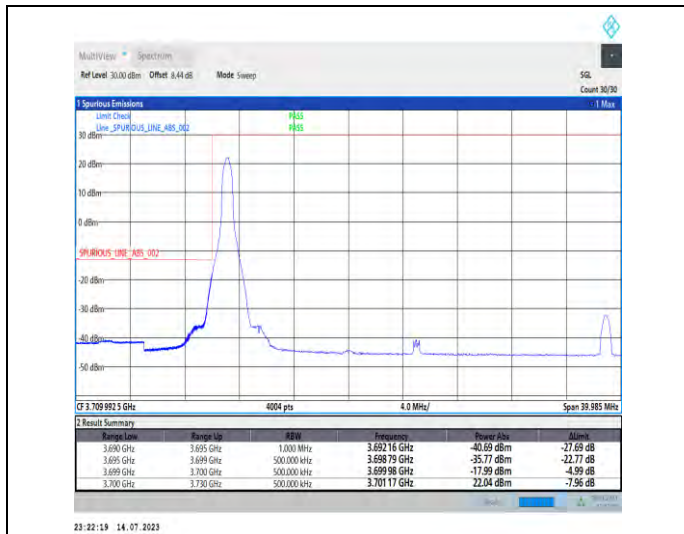 MultiView Spectrum
Ref Level 30.00 dBm Offset 8.44 dB Mode Sweep SGL
Count 30/30
1 Spurious Emissions 1 Max
Limit Check PASS
Line _SPURIOUS_LINE_ABS_002 PASS
30 dBm
20 dBm
10 dBm
0 dBm
_SPURIOUS_LINE_ABS_002
-20 dBm
-30 dBm
-40 dBm
-50 dBm
CF 3.709 992 5 GHz 4004 pts 4.0 MHz/ Span 39.985 MHz
2 Result Summary
Range Low Range Up RBW Frequency Power Abs ΔLimit
3.690 GHz 3.695 GHz 1.000 MHz 3.692 16 GHz -40.69 dBm -27.69 dB
3.695 GHz 3.699 GHz 500.000 kHz 3.698 79 GHz -35.77 dBm -22.77 dB
3.699 GHz 3.700 GHz 500.000 kHz 3.699 98 GHz -17.99 dBm -4.99 dB
3.700 GHz 3.730 GHz 500.000 kHz 3.701 17 GHz 22.04 dBm -7.96 dB
23:22:19 14.07.2023